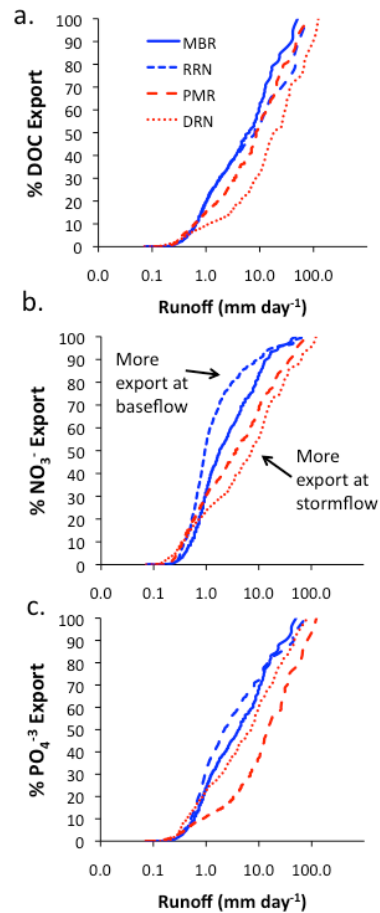 a.
MBR
RRN
PMR
DRN
% DOC Export
100
90
80
70
60
50
40
30
20
10
0
0.0 0.1 1.0 10.0 100.0
Runoff (mm day⁻¹)
b.
More export at baseflow
More export at stormflow
% NO₃⁻ Export
100
90
80
70
60
50
40
30
20
10
0
0.0 0.1 1.0 10.0 100.0
c.
% PO₄⁻³ Export
100
90
80
70
60
50
40
30
20
10
0
0.0 0.1 1.0 10.0 100.0
Runoff (mm day⁻¹)